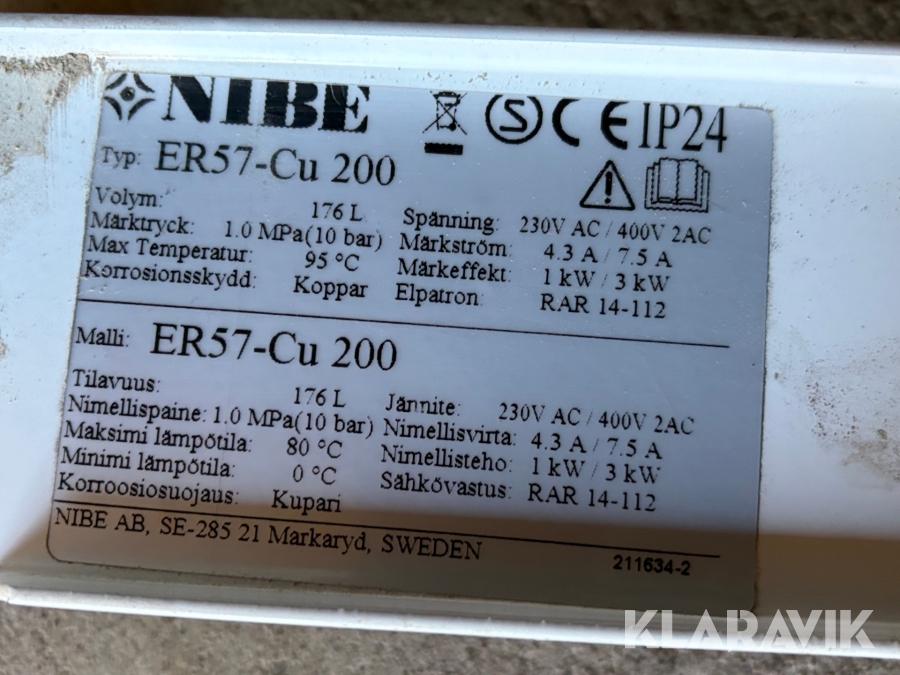 NIBE S CE IP24
Typ: ER57-Cu 200
Volym: 176 L
Märktryck: 1.0 MPa(10 bar)
Max Temperatur: 95 °C
Korrosionsskydd: Koppar
Spänning: 230V AC / 400V 2AC
Märkström: 4.3 A / 7.5 A
Märkeffekt: 1 kW / 3 kW
Elpatron: RAR 14-112
Malli: ER57-Cu 200
Tilavuus: 176 L
Nimellispaine: 1.0 MPa(10 bar)
Maksimi lämpötila: 80 °C
Minimi lämpötila: 0 °C
Korroosiosuojaus: Kupari
Jännite: 230V AC / 400V 2AC
Nimellisvirta: 4.3 A / 7.5 A
Nimellisteho: 1 kW / 3 kW
Sähkövastus: RAR 14-112
NIBE AB, SE-285 21 Markaryd, SWEDEN
211634-2
KLARAVIK